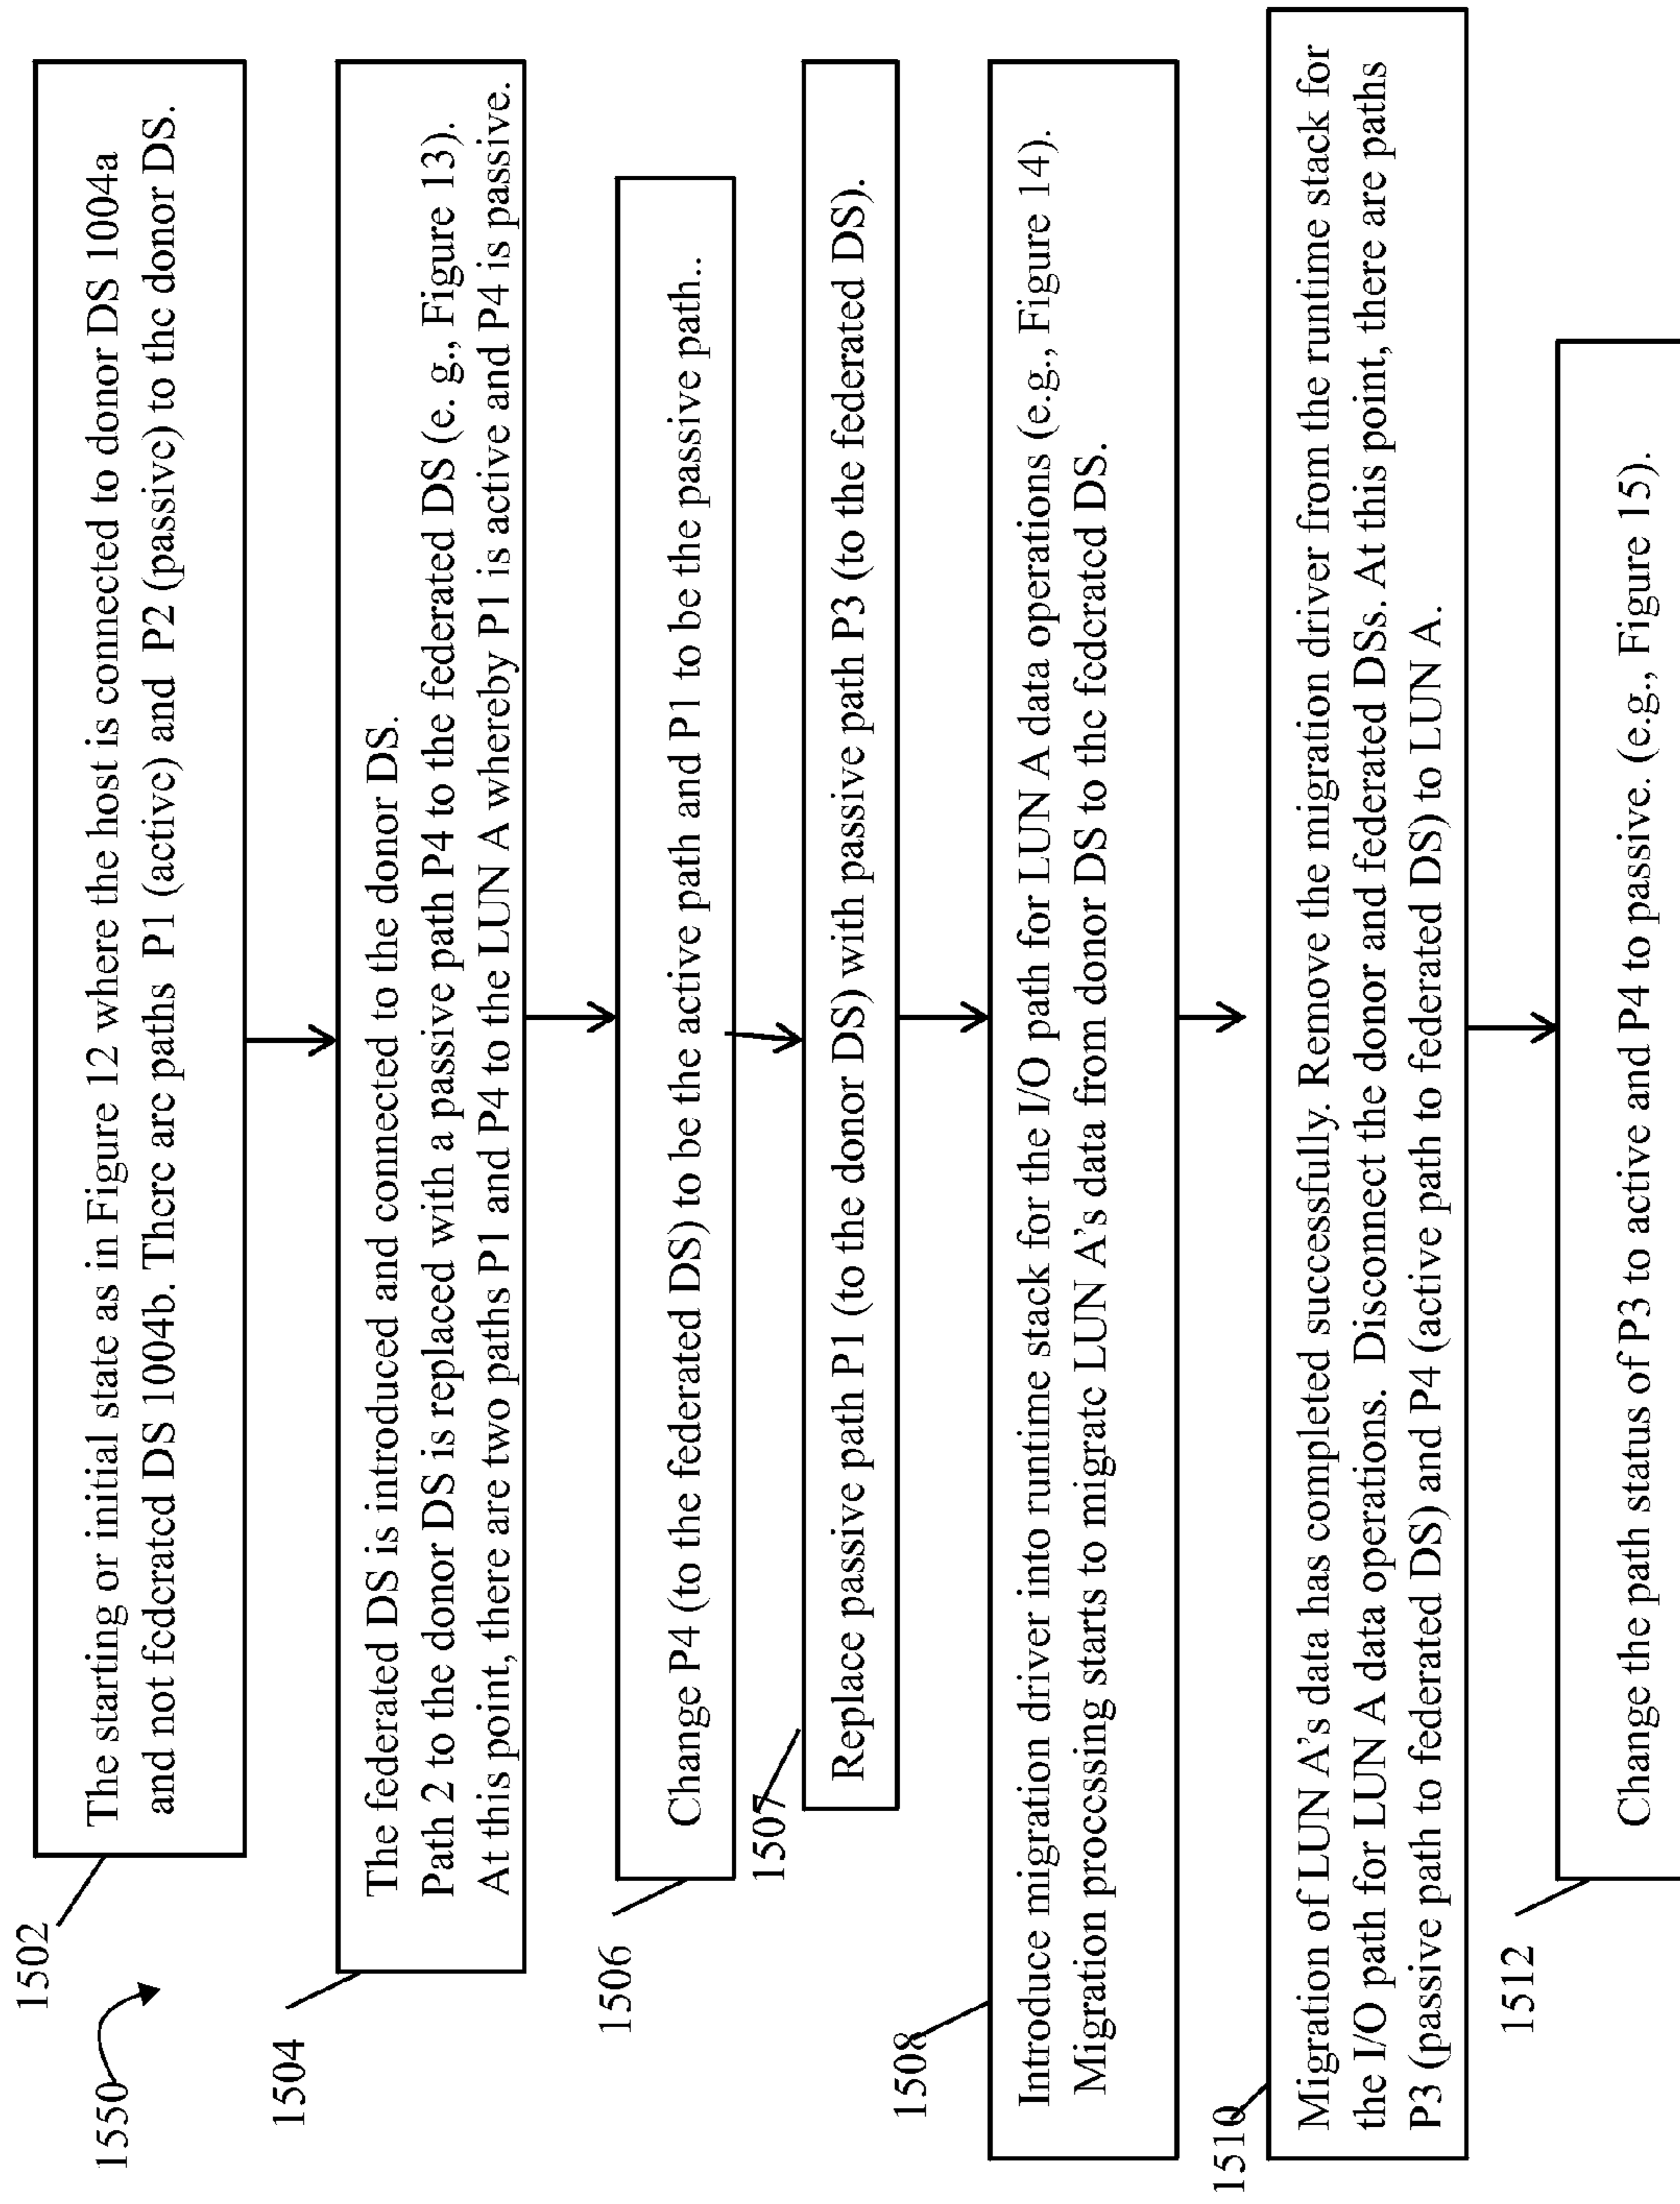 1550
1502
The starting or initial state as in Figure 12 where the host is connected to donor DS 1004a
and not federated DS 1004b. There are paths P1 (active) and P2 (passive) to the donor DS.
1504
The federated DS is introduced and connected to the donor DS.
Path 2 to the donor DS is replaced with a passive path P4 to the federated DS (e. g., Figure 13).
At this point, there are two paths P1 and P4 to the LUN A whereby P1 is active and P4 is passive.
1506
Change P4 (to the federated DS) to be the active path and P1 to be the passive path..
1507
Replace passive path P1 (to the donor DS) with passive path P3 (to the federated DS).
1508
Introduce migration driver into runtime stack for the I/O path for LUN A data operations (e.g., Figure 14).
Migration processing starts to migrate LUN A's data from donor DS to the federated DS.
1510
Migration of LUN A's data has completed successfully. Remove the migration driver from the runtime stack for
the I/O path for LUN A data operations. Disconnect the donor and federated DSs. At this point, there are paths
P3 (passive path to federated DS) and P4 (active path to federated DS) to LUN A.
1512
Change the path status of P3 to active and P4 to passive. (e.g., Figure 15).